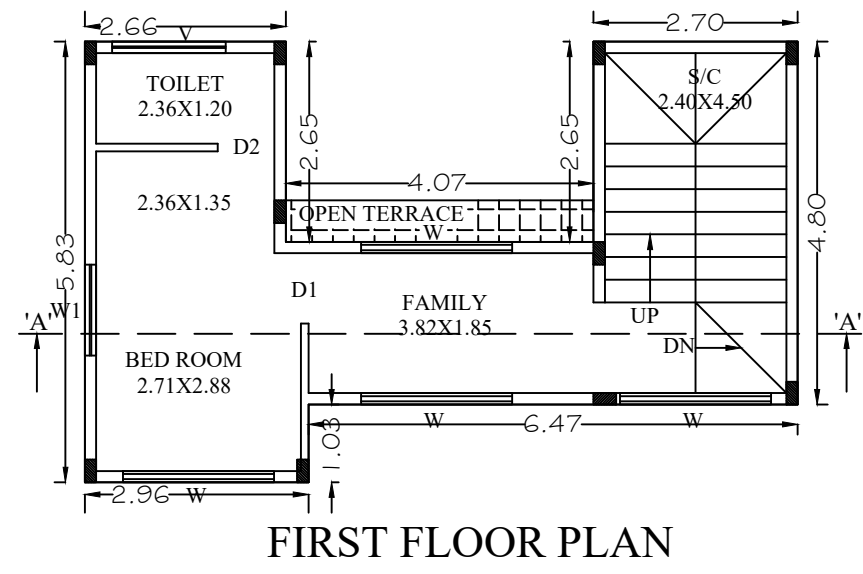 2.66
V
2.70
TOILET
2.36X1.20
S/C
2.40X4.50
D2
2.65
2.65
4.07
2.36X1.35
OPEN TERRACE
W
4.80
5.83
D1
'A'
W1
FAMILY
3.82X1.85
UP
'A'
DN
BED ROOM
2.71X2.88
1.03
W
6.47
W
2.96
W
FIRST FLOOR PLAN